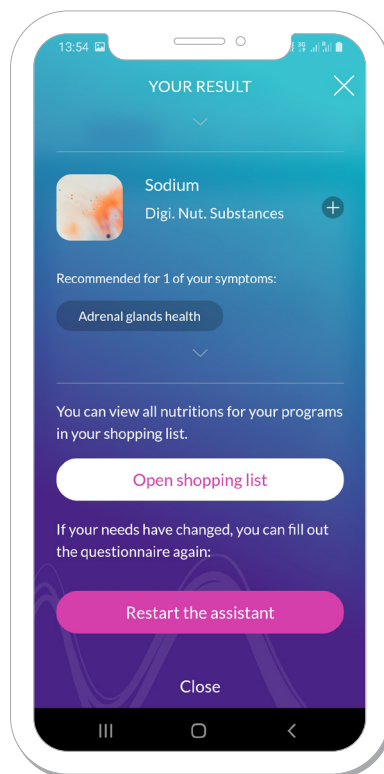 13:54
YOUR RESULT
Sodium
Digi. Nut. Substances
Recommended for 1 of your symptoms:
Adrenal glands health
You can view all nutritions for your programs
in your shopping list.
Open shopping list
If your needs have changed, you can fill out
the questionnaire again:
Restart the assistant
Close